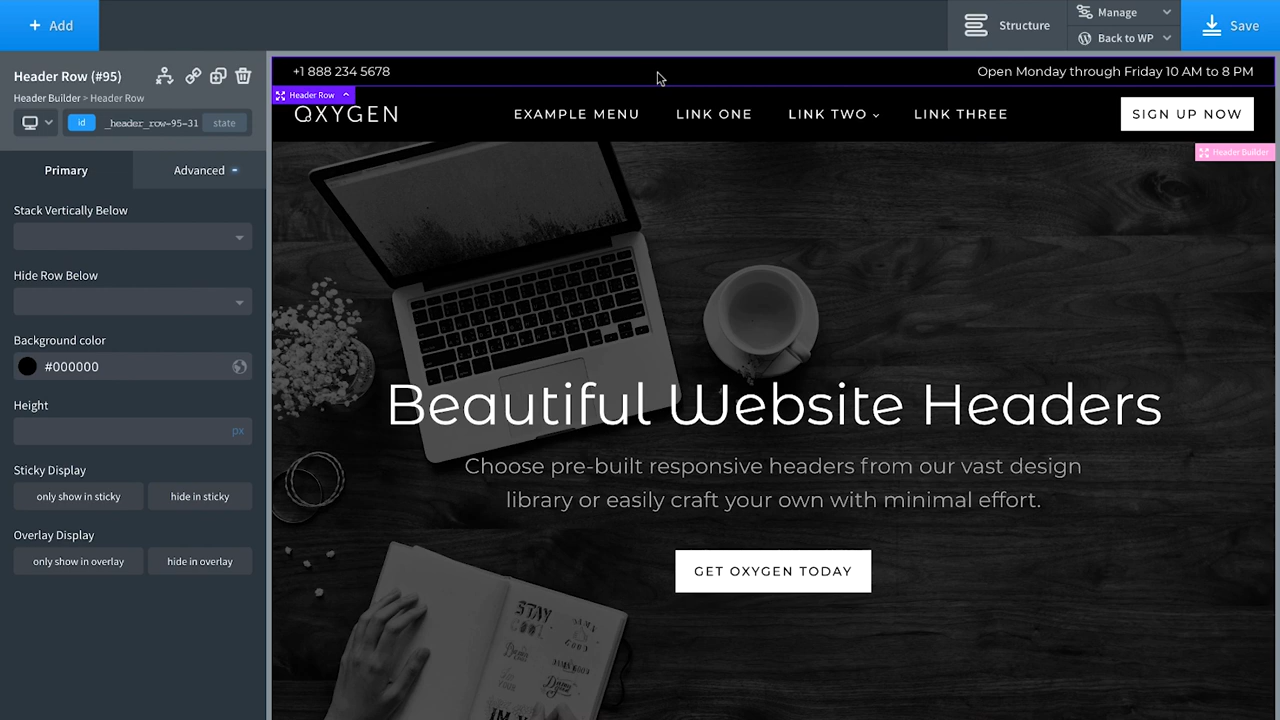 + Add
Structure
Manage
Back to WP
Save
Header Row (#95)
Header Builder > Header Row
id _header_row-95-31 state
Primary
Advanced
Stack Vertically Below
Hide Row Below
Background color
#000000
Height
px
Sticky Display
only show in sticky
hide in sticky
Overlay Display
only show in overlay
hide in overlay
+1 888 234 5678
Open Monday through Friday 10 AM to 8 PM
Header Row
OXYGEN
EXAMPLE MENU
LINK ONE
LINK TWO
LINK THREE
SIGN UP NOW
Header Builder
Beautiful Website Headers
Choose pre-built responsive headers from our vast design
library or easily craft your own with minimal effort.
GET OXYGEN TODAY
STAY
COOL